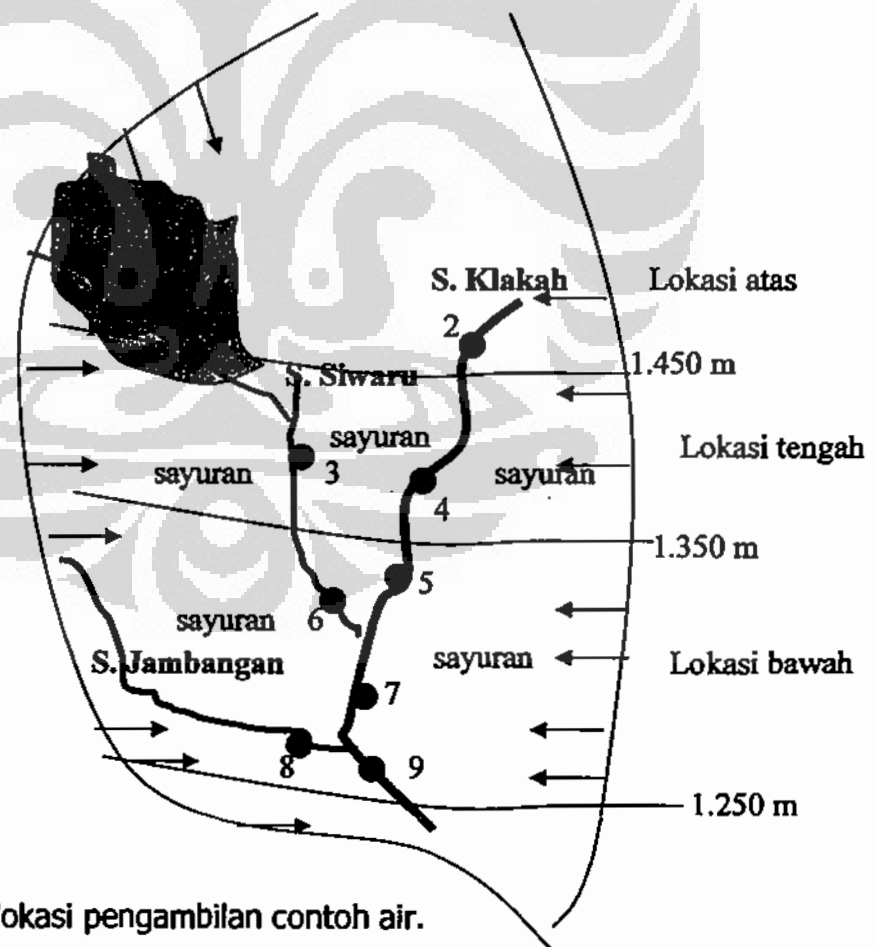 S. Klakah
Lokasi atas
2
1.450 m
S. Siwaru
sayuran
Lokasi tengah
3
sayuran
sayuran
4
1.350 m
5
6
sayuran
S. Jambangan
sayuran
Lokasi bawah
7
8
9
1.250 m
lokasi pengambilan contoh air.